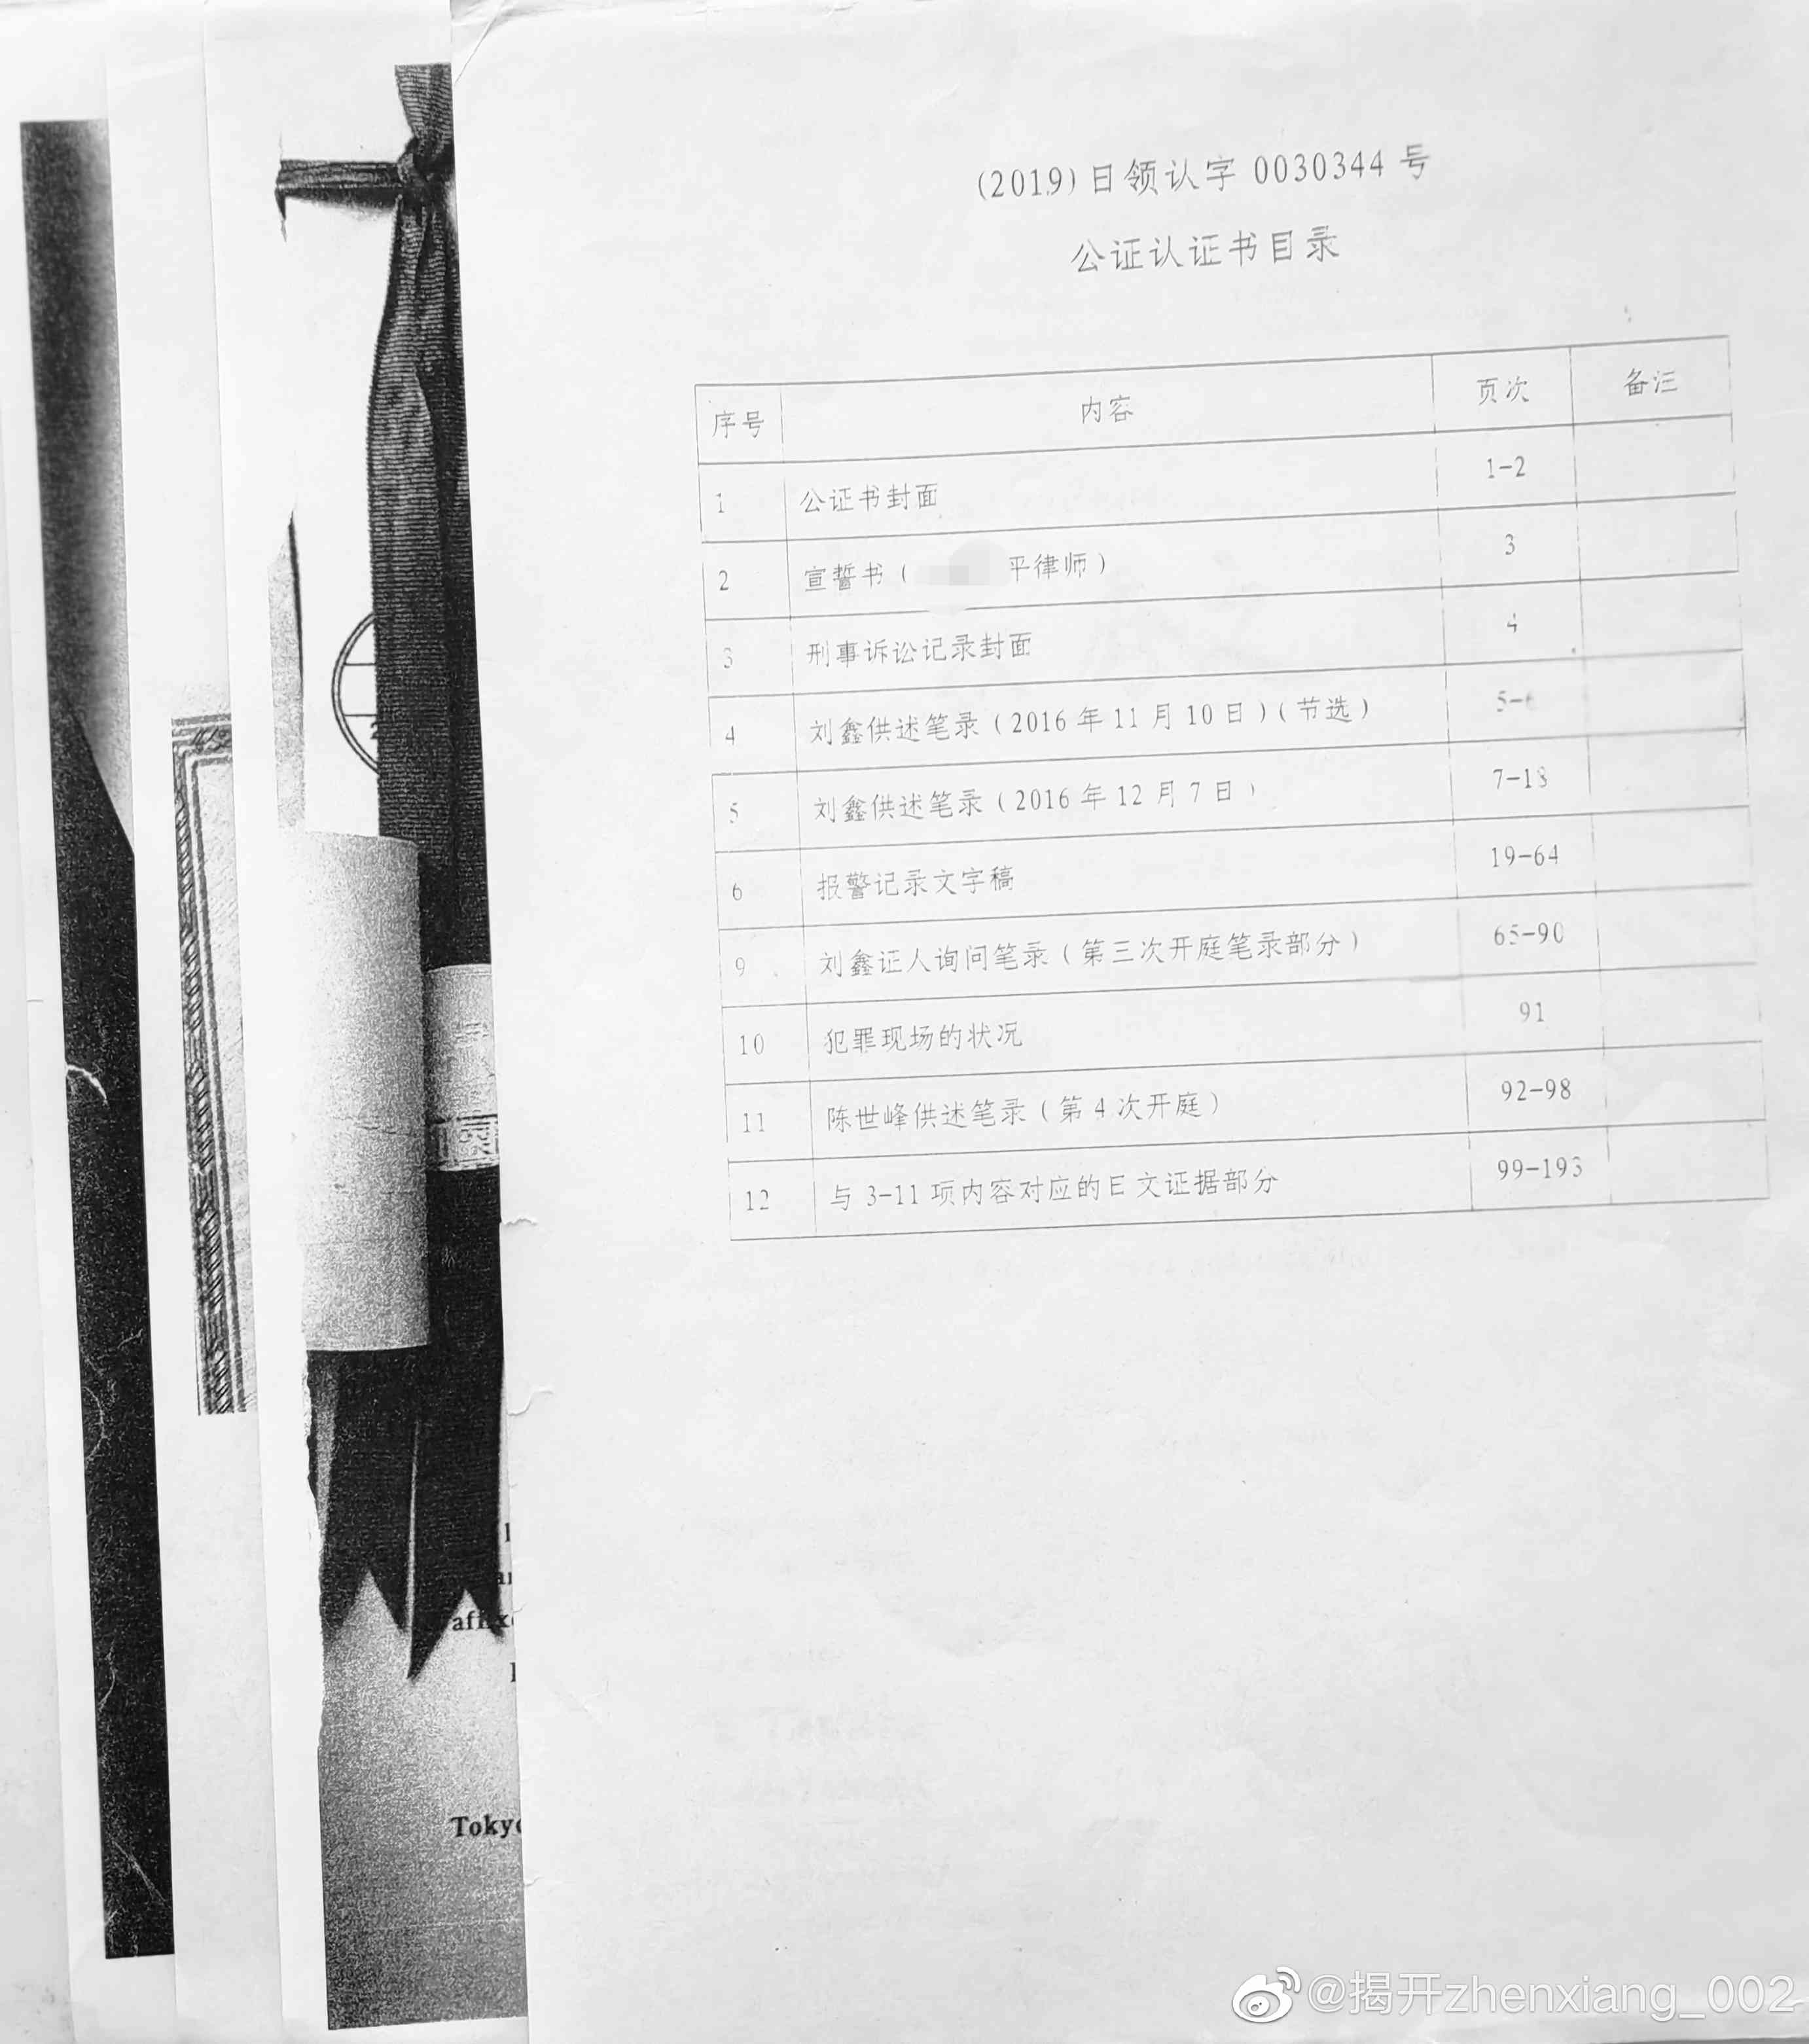 (2019)日领认字 0030344 号
公证认证书目录
序号 内容 页次 备注
1 公证书封面 1-2
2 宣誓书( 平律师) 3
3 刑事诉讼记录封面 4
4 刘鑫供述笔录(2016 年 11 月 10 日)(节选) 5-
5 刘鑫供述笔录(2016 年 12 月 7 日) 7-18
6 报警记录文字稿 19-64
9 刘鑫证人询问笔录(第三次开庭笔录部分) 65-90
10 犯罪现场的状况 91
11 陈世峰供述笔录(第 4 次开庭) 92-98
12 与 3-11 项内容对应的日文证据部分 99-193
Tokyo
@揭开zhenxiang_002